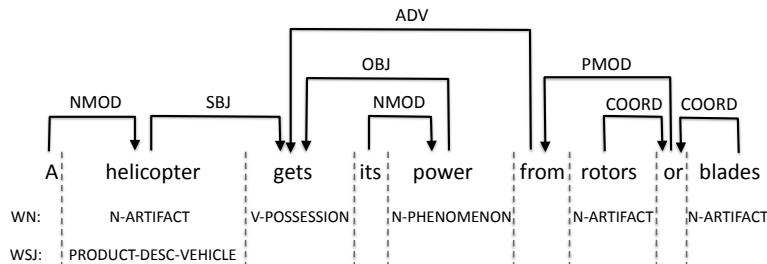 ADV
OBJ PMOD
NMOD SBJ NMOD COORD COORD
A helicopter gets its power from rotors or blades
WN: N-ARTIFACT V-POSSESSION N-PHENOMENON N-ARTIFACT N-ARTIFACT
WSJ: PRODUCT-DESC-VEHICLE